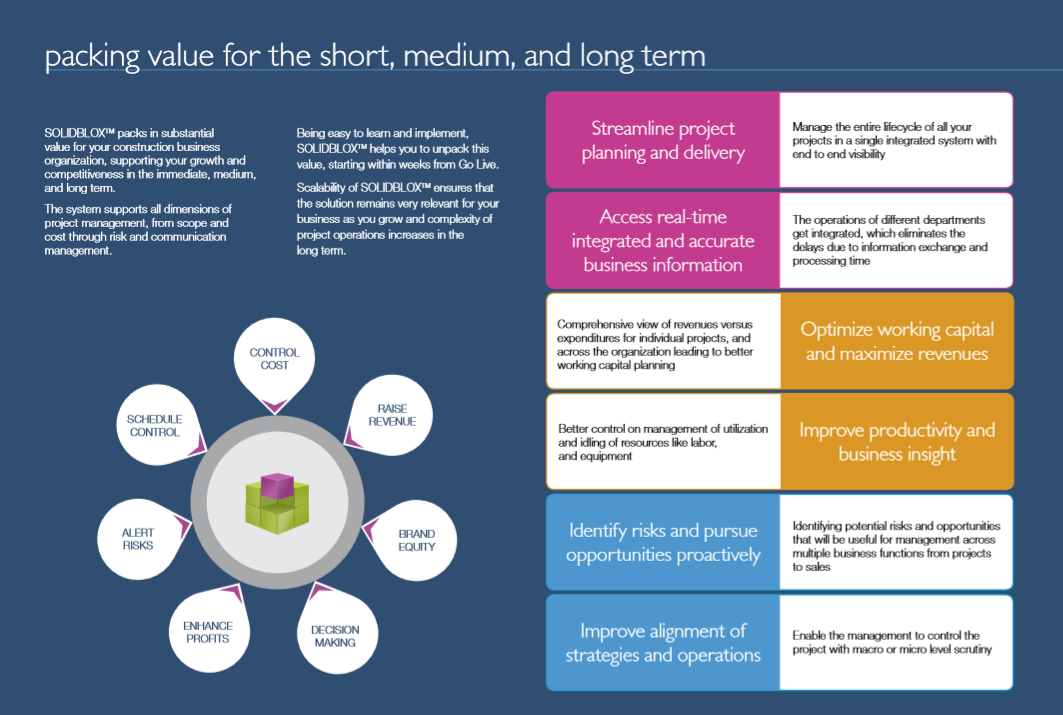 packing value for the short, medium, and long term
SOLIDBLOX™ packs in substantial
value for your construction business
organization, supporting your growth and
competitiveness in the immediate, medium,
and long term.
The system supports all dimensions of
project management, from scope and
cost through risk and communication
management.
Being easy to learn and implement,
SOLIDBLOX™ helps you to unpack this
value, starting within weeks from Go Live.
Scalability of SOLIDBLOX™ ensures that
the solution remains very relevant for your
business as you grow and complexity of
project operations increases in the
long term.
CONTROL
COST
RAISE
REVENUE
BRAND
EQUITY
DECISION
MAKING
ENHANCE
PROFITS
ALERT
RISKS
SCHEDULE
CONTROL
Streamline project
planning and delivery
Manage the entire lifecycle of all your
projects in a single integrated system with
end to end visibility
Access real-time
integrated and accurate
business information
The operations of different departments
get integrated, which eliminates the
delays due to information exchange and
processing time
Comprehensive view of revenues versus
expenditures for individual projects, and
across the organization leading to better
working capital planning
Optimize working capital
and maximize revenues
Better control on management of utilization
and idling of resources like labor,
and equipment
Improve productivity and
business insight
Identify risks and pursue
opportunities proactively
Identifying potential risks and opportunities
that will be useful for management across
multiple business functions from projects
to sales
Improve alignment of
strategies and operations
Enable the management to control the
project with macro or micro level scrutiny